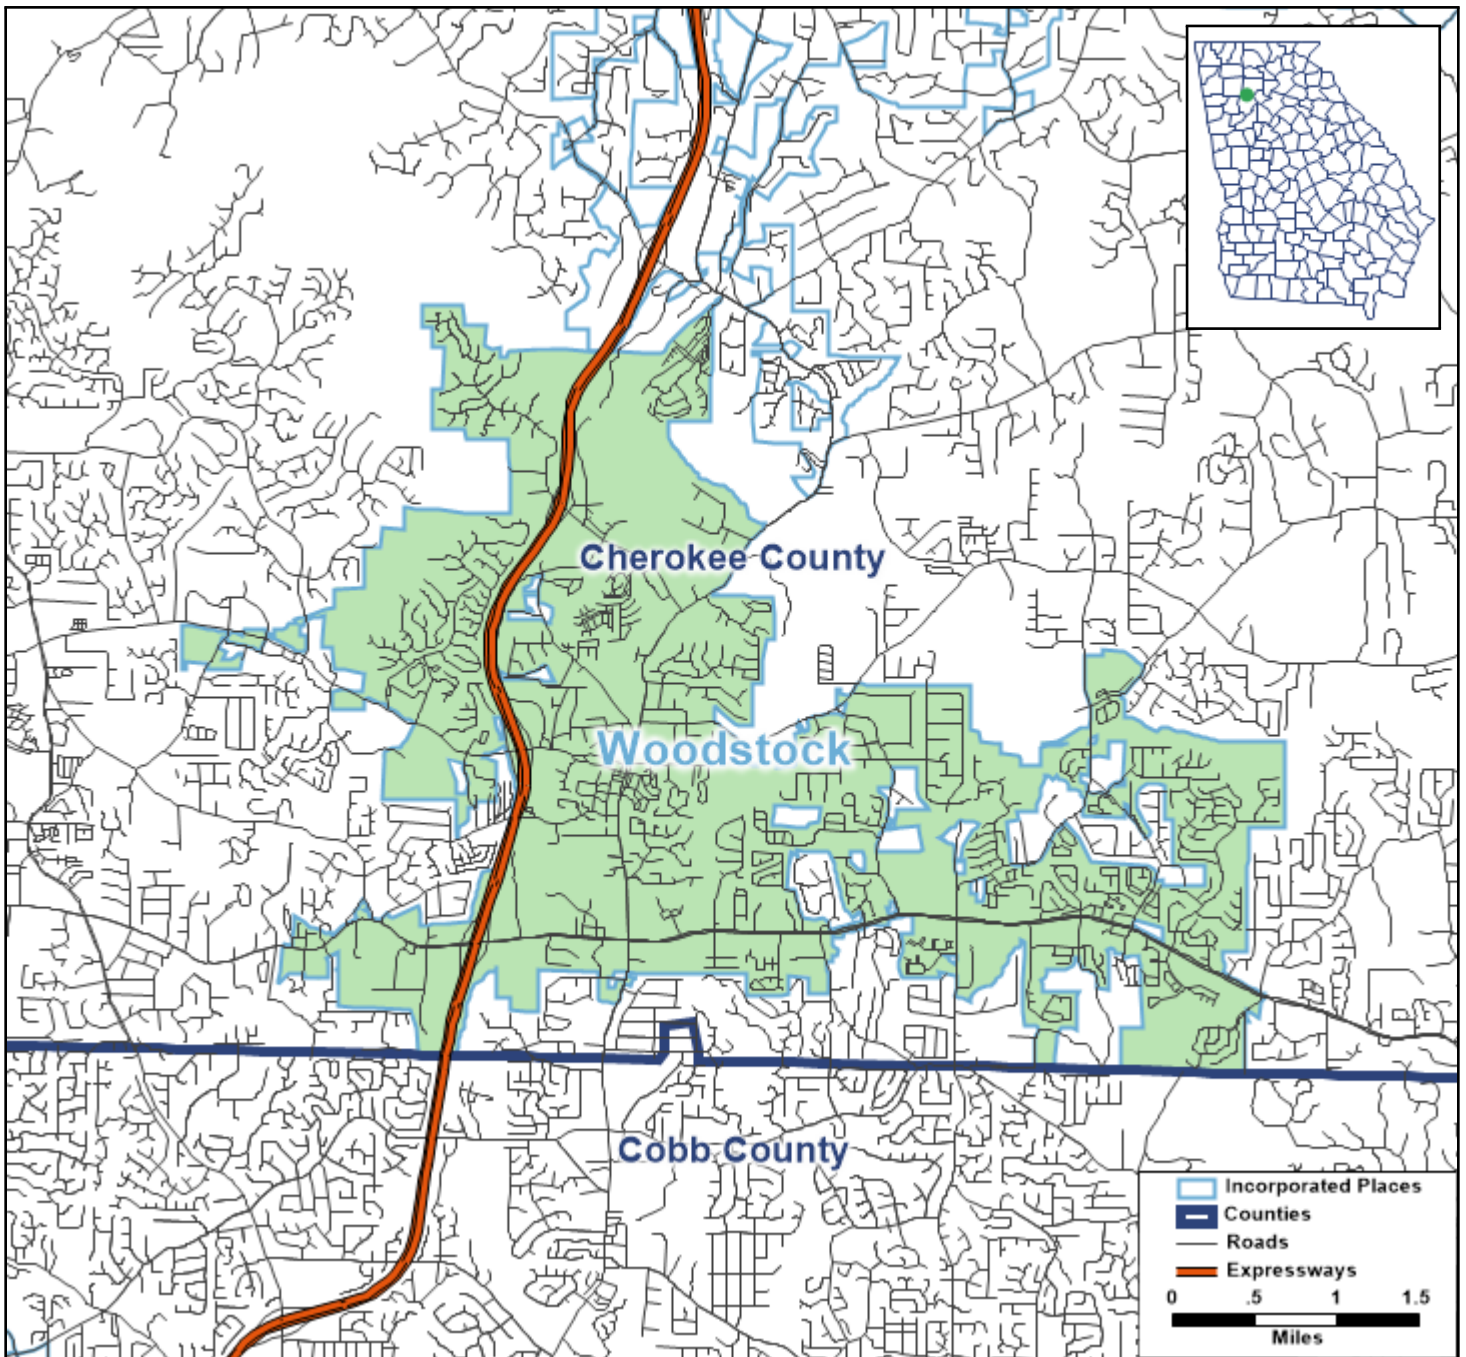 Cherokee County
Woodstock
Cobb County
Incorporated Places
Counties
Roads
Expressways
0 .5 1 1.5
Miles